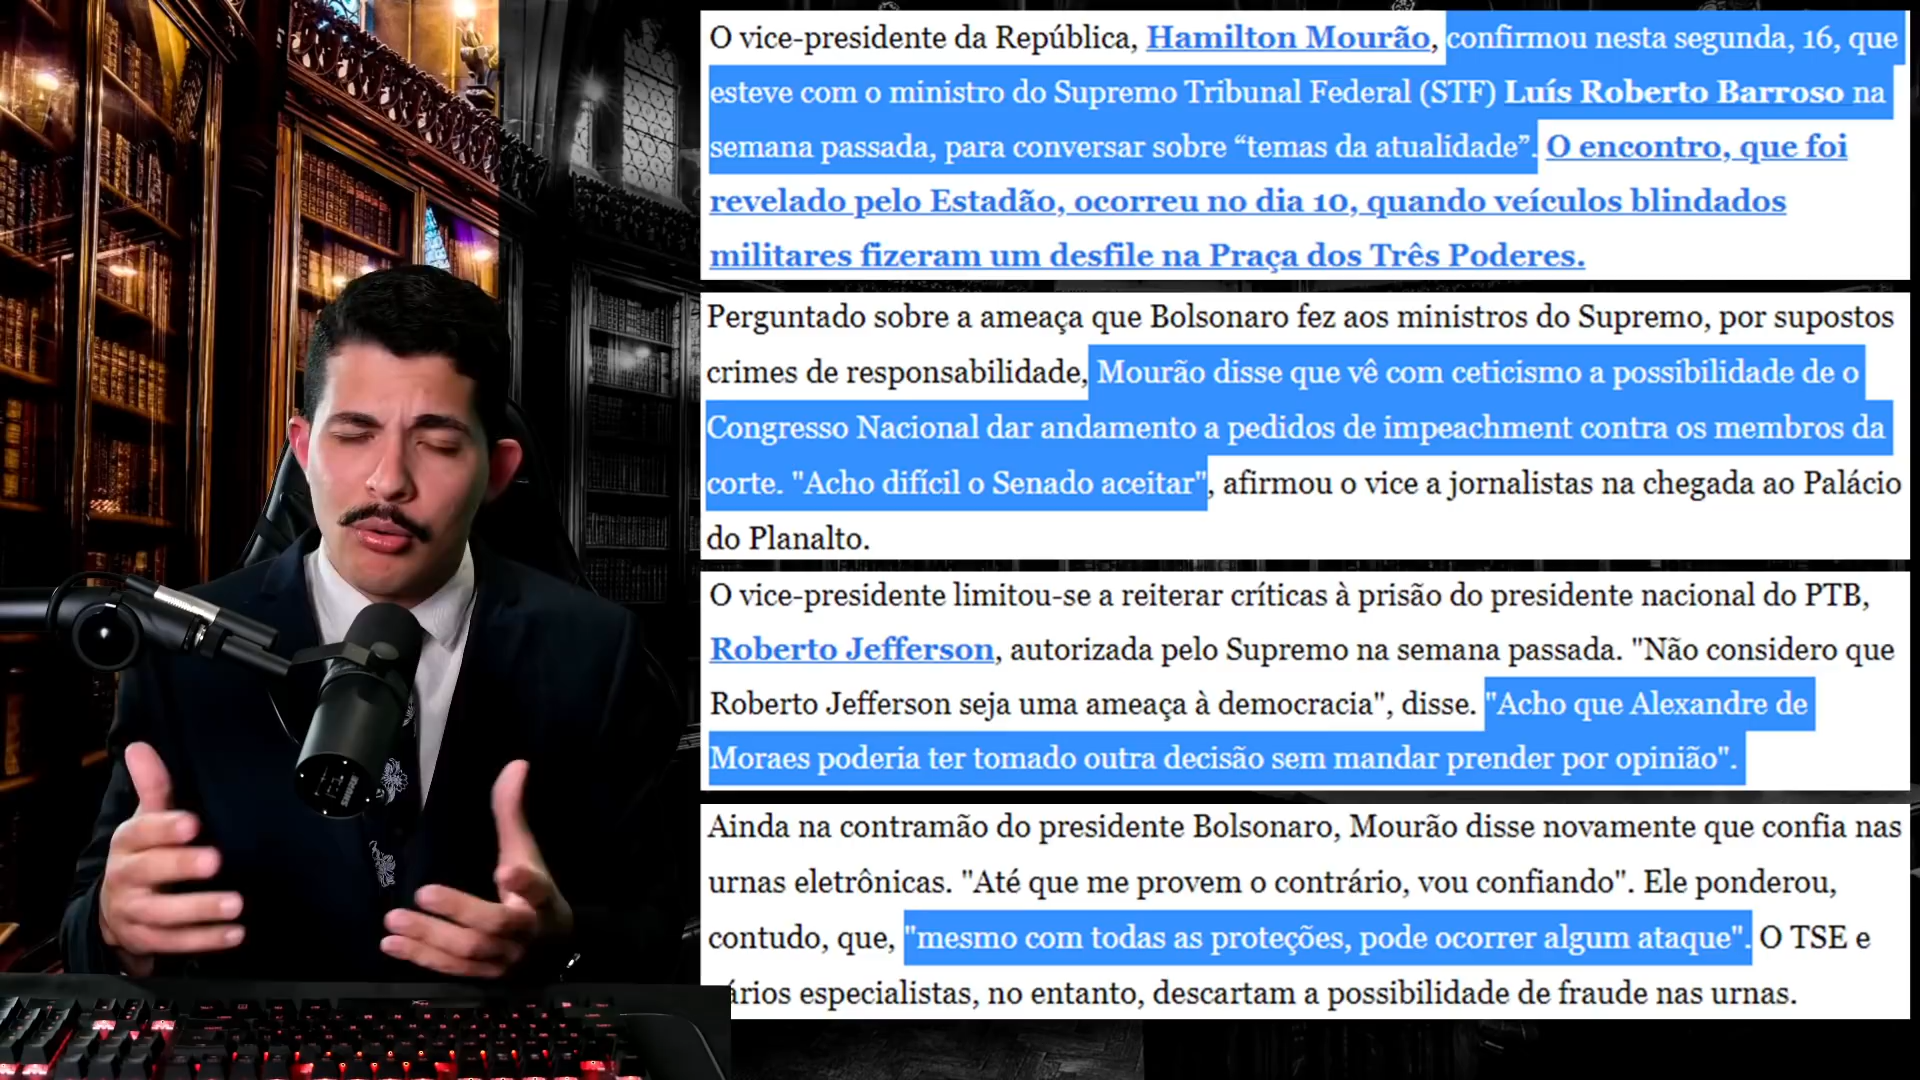 O vice-presidente da República, Hamilton Mourão, confirmou nesta segunda, 16, que
esteve com o ministro do Supremo Tribunal Federal (STF) Luís Roberto Barroso na
semana passada, para conversar sobre “temas da atualidade”. O encontro, que foi
revelado pelo Estadão, ocorreu no dia 10, quando veículos blindados
militares fizeram um desfile na Praça dos Três Poderes.
Perguntado sobre a ameaça que Bolsonaro fez aos ministros do Supremo, por supostos
crimes de responsabilidade, Mourão disse que vê com ceticismo a possibilidade de o
Congresso Nacional dar andamento a pedidos de impeachment contra os membros da
corte. "Acho difícil o Senado aceitar", afirmou o vice a jornalistas na chegada ao Palácio
do Planalto.
O vice-presidente limitou-se a reiterar críticas à prisão do presidente nacional do PTB,
Roberto Jefferson, autorizada pelo Supremo na semana passada. "Não considero que
Roberto Jefferson seja uma ameaça à democracia", disse. "Acho que Alexandre de
Moraes poderia ter tomado outra decisão sem mandar prender por opinião".
Ainda na contramão do presidente Bolsonaro, Mourão disse novamente que confia nas
urnas eletrônicas. "Até que me provem o contrário, vou confiando". Ele ponderou,
contudo, que, "mesmo com todas as proteções, pode ocorrer algum ataque". O TSE e
ários especialistas, no entanto, descartam a possibilidade de fraude nas urnas.